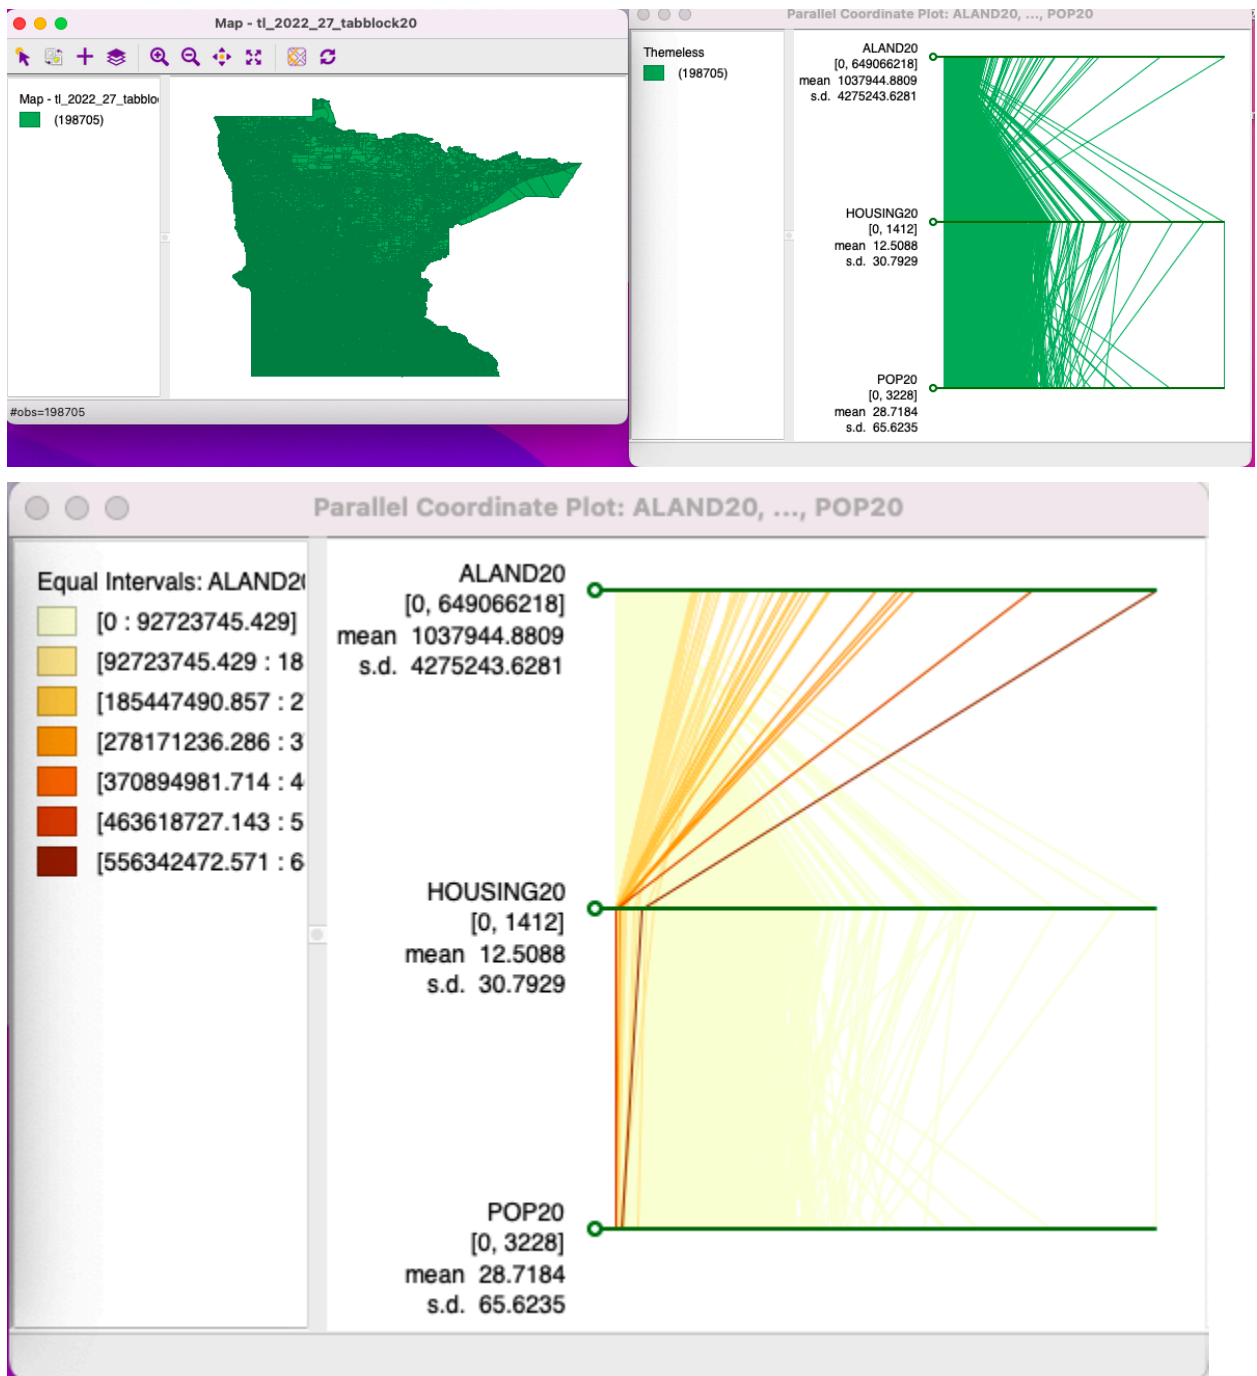 Map - tl_2022_27_tabblock20
Map - tl_2022_27_tabblo
(198705)
#obs=198705
Parallel Coordinate Plot: ALAND20, ..., POP20
Themeless
(198705)
ALAND20
[0, 649066218]
mean 1037944.8809
s.d. 4275243.6281
HOUSING20
[0, 1412]
mean 12.5088
s.d. 30.7929
POP20
[0, 3228]
mean 28.7184
s.d. 65.6235
Parallel Coordinate Plot: ALAND20, ..., POP20
Equal Intervals: ALAND20
[0 : 92723745.429]
[92723745.429 : 18
[185447490.857 : 2
[278171236.286 : 3
[370894981.714 : 4
[463618727.143 : 5
[556342472.571 : 6
ALAND20
[0, 649066218]
mean 1037944.8809
s.d. 4275243.6281
HOUSING20
[0, 1412]
mean 12.5088
s.d. 30.7929
POP20
[0, 3228]
mean 28.7184
s.d. 65.6235